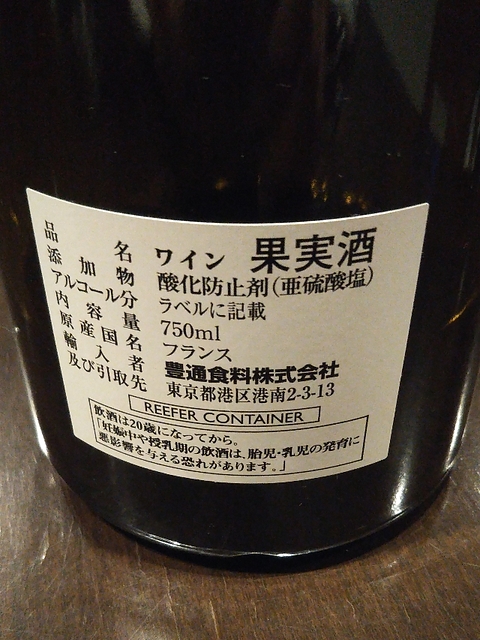 品名 ワイン 果実酒
添加物 酸化防止剤(亜硫酸塩)
アルコール分 ラベルに記載
内容量 750ml
原産国名 フランス
輸入者 豊通食料株式会社
及び引取先 東京都港区港南2-3-13
REEFER CONTAINER
飲酒は20歳になってから。
「妊娠中や授乳期の飲酒は、胎児・乳児の発育に
悪影響を与える恐れがあります。」